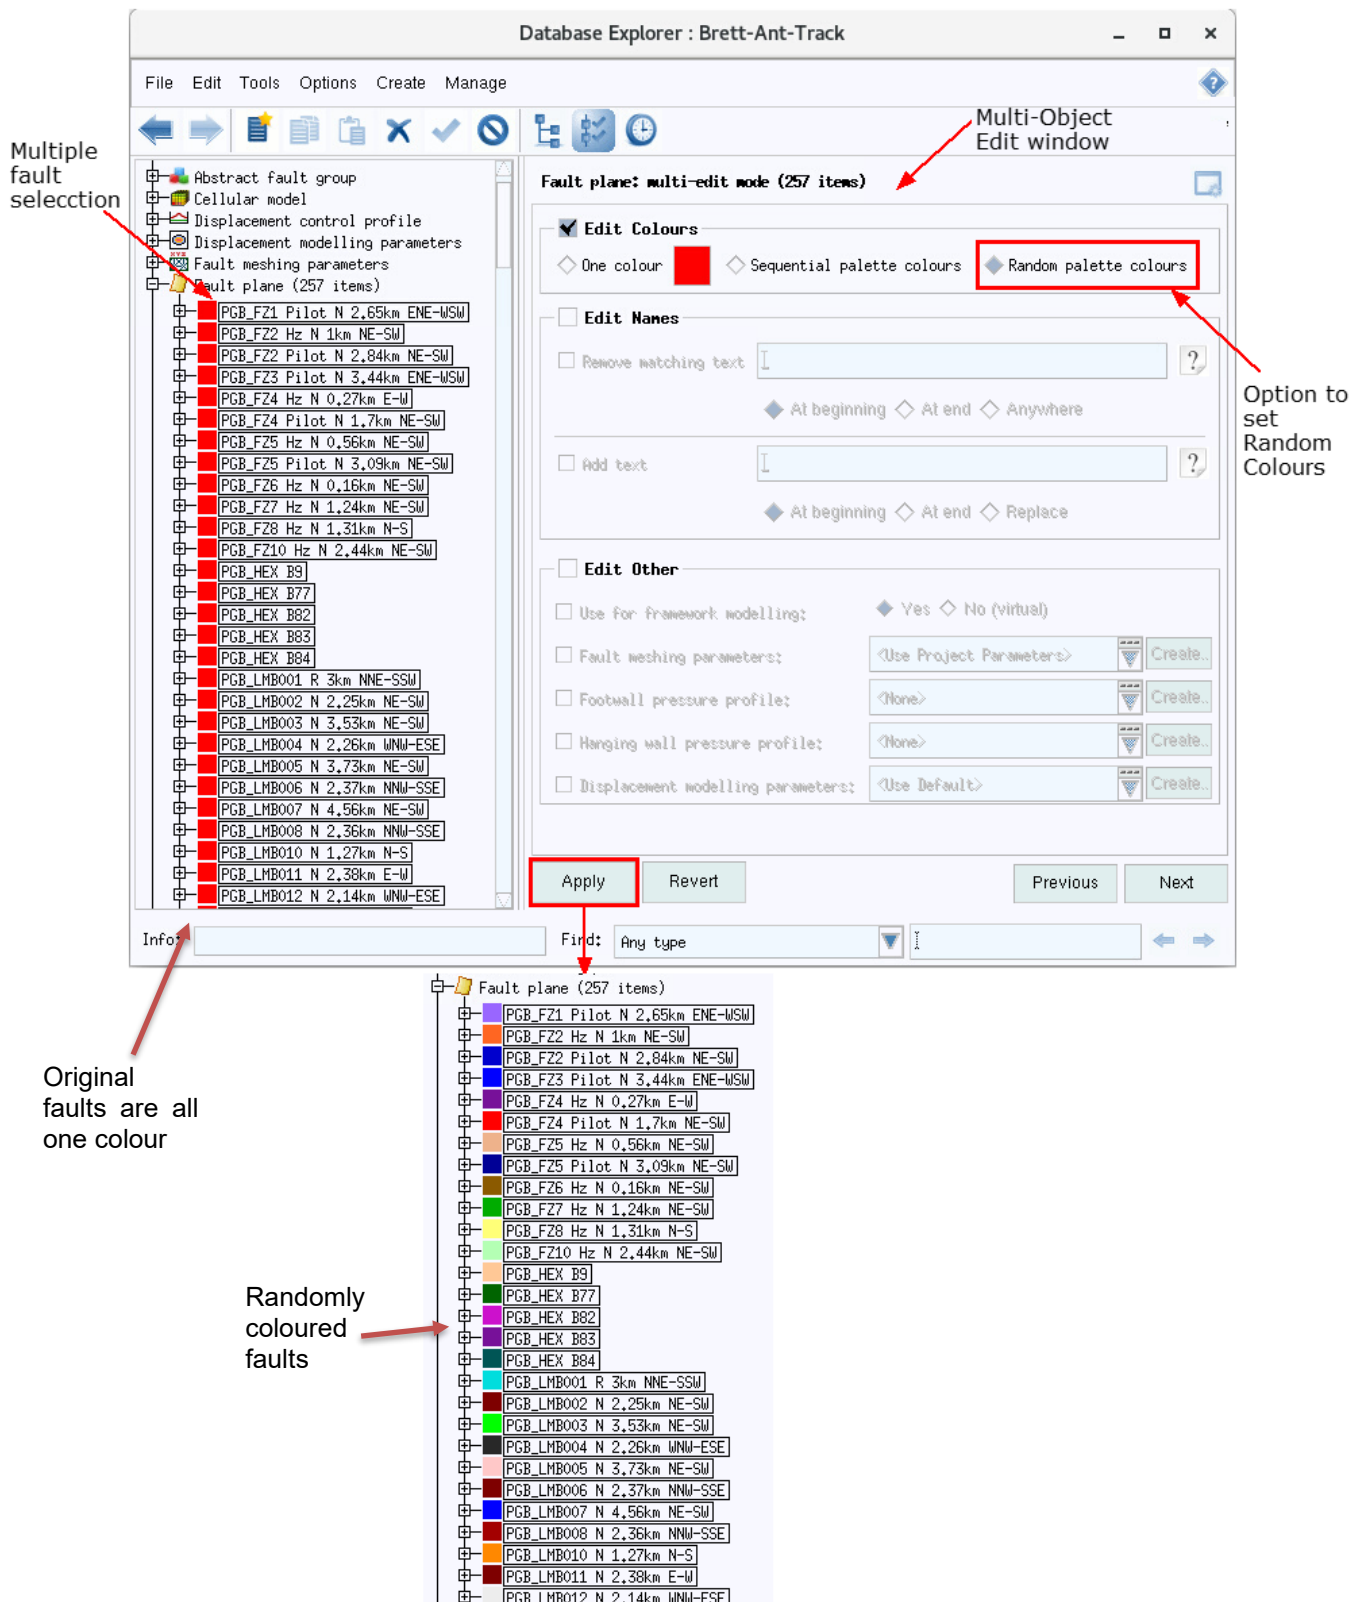 Database Explorer : Brett-Ant-Track
File Edit Tools Options Create Manage
Multi-Object
Edit window
Multiple
fault
selecction
Abstract fault group
Cellular model
Displacement control profile
Displacement modelling parameters
Fault meshing parameters
Fault plane (257 items)
PGB_FZ1 Pilot N 2.65km ENE-WSW
PGB_FZ2 Hz N 1km NE-SW
PGB_FZ2 Pilot N 2.84km NE-SW
PGB_FZ3 Pilot N 3.44km ENE-WSW
PGB_FZ4 Hz N 0.27km E-W
PGB_FZ4 Pilot N 1.7km NE-SW
PGB_FZ5 Hz N 0.56km NE-SW
PGB_FZ5 Pilot N 3.09km NE-SW
PGB_FZ6 Hz N 0.16km NE-SW
PGB_FZ7 Hz N 1.24km NE-SW
PGB_FZ8 Hz N 1.31km N-S
PGB_FZ10 Hz N 2.44km NE-SW
PGB_HEX B9
PGB_HEX B77
PGB_HEX B82
PGB_HEX B83
PGB_HEX B84
PGB_LMB001 R 3km NNE-SSW
PGB_LMB002 N 2.25km NE-SW
PGB_LMB003 N 3.53km NE-SW
PGB_LMB004 N 2.26km WNW-ESE
PGB_LMB005 N 3.73km NE-SW
PGB_LMB006 N 2.37km NNW-SSE
PGB_LMB007 N 4.56km NE-SW
PGB_LMB008 N 2.36km NNW-SSE
PGB_LMB010 N 1.27km N-S
PGB_LMB011 N 2.38km E-W
PGB_LMB012 N 2.14km WNW-ESE
Fault plane: multi-edit mode (257 items)
Edit Colours
One colour Sequential palette colours Random palette colours
Edit Names
Remove matching text ?
At beginning At end Anywhere
Add text ?
At beginning At end Replace
Edit Other
Use for framework modelling: Yes No (virtual)
Fault meshing parameters: <Use Project Parameters> Create..
Footwall pressure profile: <None> Create..
Hanging wall pressure profile: <None> Create..
Displacement modelling parameters: <Use Default> Create..
Apply Revert Previous Next
Option to
set
Random
Colours
Info: Find: Any type
Original
faults are all
one colour
Fault plane (257 items)
PGB_FZ1 Pilot N 2.65km ENE-WSW
PGB_FZ2 Hz N 1km NE-SW
PGB_FZ2 Pilot N 2.84km NE-SW
PGB_FZ3 Pilot N 3.44km ENE-WSW
PGB_FZ4 Hz N 0.27km E-W
PGB_FZ4 Pilot N 1.7km NE-SW
PGB_FZ5 Hz N 0.56km NE-SW
PGB_FZ5 Pilot N 3.09km NE-SW
PGB_FZ6 Hz N 0.16km NE-SW
PGB_FZ7 Hz N 1.24km NE-SW
PGB_FZ8 Hz N 1.31km N-S
PGB_FZ10 Hz N 2.44km NE-SW
PGB_HEX B9
PGB_HEX B77
PGB_HEX B82
PGB_HEX B83
PGB_HEX B84
PGB_LMB001 R 3km NNE-SSW
PGB_LMB002 N 2.25km NE-SW
PGB_LMB003 N 3.53km NE-SW
PGB_LMB004 N 2.26km WNW-ESE
PGB_LMB005 N 3.73km NE-SW
PGB_LMB006 N 2.37km NNW-SSE
PGB_LMB007 N 4.56km NE-SW
PGB_LMB008 N 2.36km NNW-SSE
PGB_LMB010 N 1.27km N-S
PGB_LMB011 N 2.38km E-W
PGB_LMB012 N 2.14km WNW-ESE
Randomly
coloured
faults